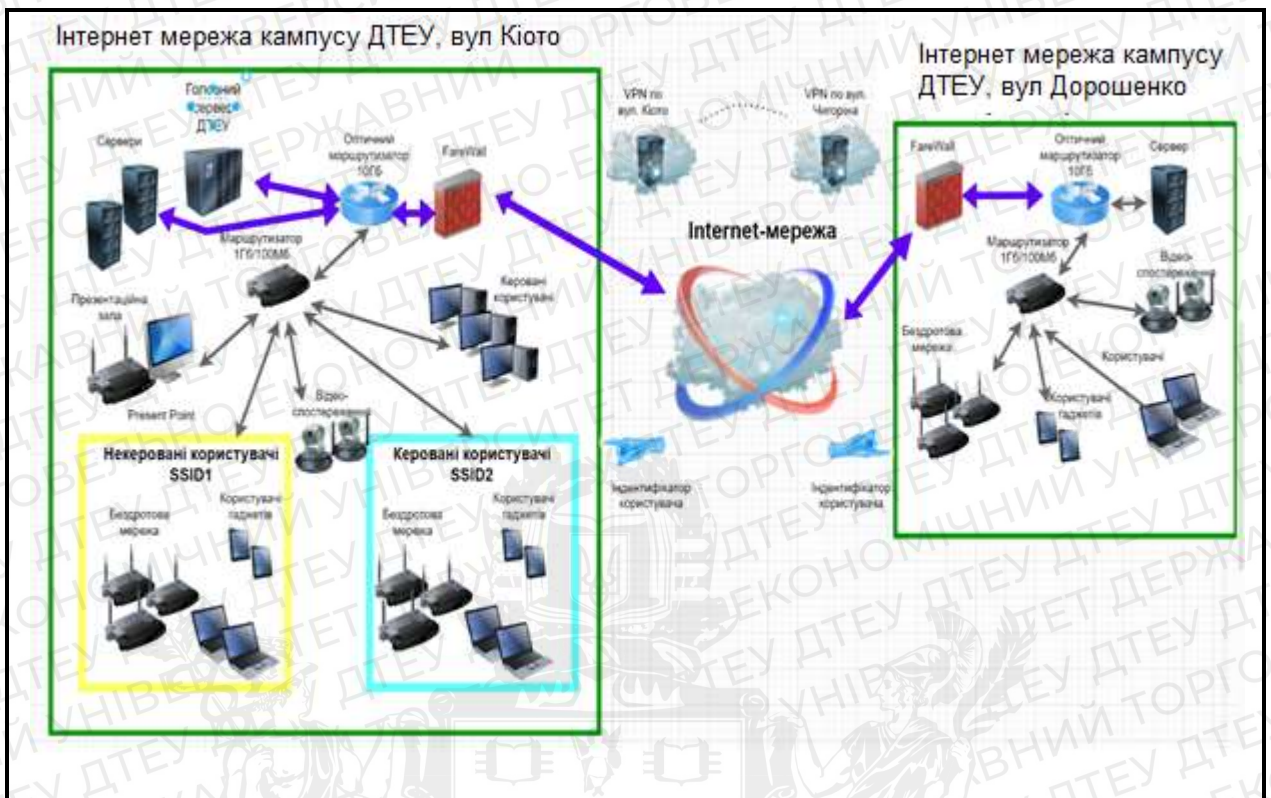 Інтернет мережа кампусу ДТЕУ, вул Кіото
Головний
сервер
ДТЕУ
Сервери
Оптичний
маршрутизатор
10ГБ
FareWall
Маршрутизатор
1Гб/100Мб
Презентаційна
зала
Present Point
Керовані
користувачі
Відео-
спостереження
Некеровані користувачі
SSID1
Бездротова
мережа
Користувачі
гаджетів
Керовані користувачі
SSID2
Бездротова
мережа
Користувачі
гаджетів
VPN по
вул. Кіото
VPN по вул.
Чигоріна
Internet-мережа
Індентифікатор
користувача
Індентифікатор
користувача
Інтернет мережа кампусу
ДТЕУ, вул Дорошенко
FareWall
Оптичний
маршрутизатор
10ГБ
Сервер
Маршрутизатор
1Гб/100Мб
Відео-
спостереження
Бездротова
мережа
Користувачі
Користувачі
гаджетів